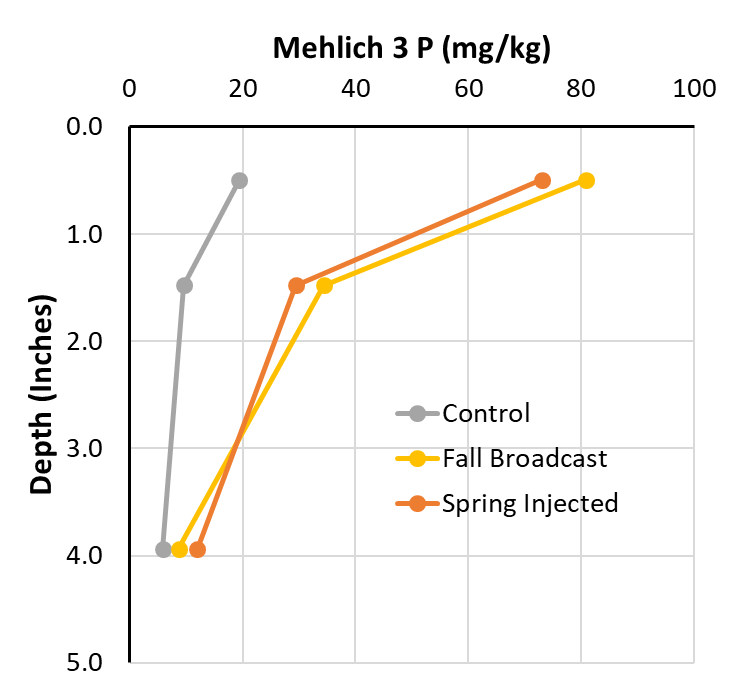 Mehlich 3 P (mg/kg)
0 20 40 60 80 100
0.0
1.0
2.0
3.0
4.0
5.0
Depth (Inches)
Control
Fall Broadcast
Spring Injected